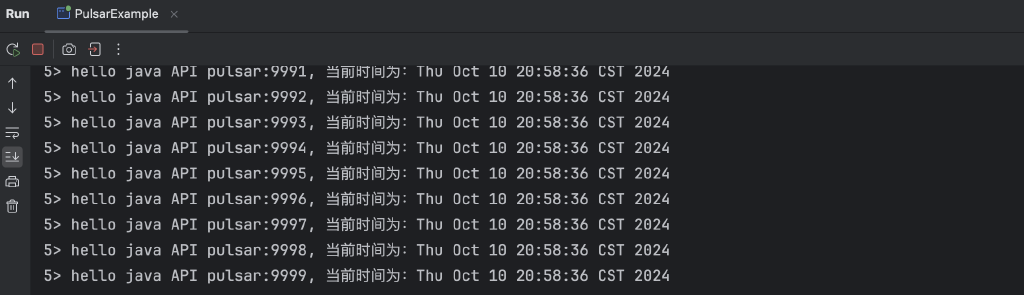 Run PulsarExample
5> hello java API pulsar:9991, 当前时间为: Thu Oct 10 20:58:36 CST 2024
5> hello java API pulsar:9992, 当前时间为: Thu Oct 10 20:58:36 CST 2024
5> hello java API pulsar:9993, 当前时间为: Thu Oct 10 20:58:36 CST 2024
5> hello java API pulsar:9994, 当前时间为: Thu Oct 10 20:58:36 CST 2024
5> hello java API pulsar:9995, 当前时间为: Thu Oct 10 20:58:36 CST 2024
5> hello java API pulsar:9996, 当前时间为: Thu Oct 10 20:58:36 CST 2024
5> hello java API pulsar:9997, 当前时间为: Thu Oct 10 20:58:36 CST 2024
5> hello java API pulsar:9998, 当前时间为: Thu Oct 10 20:58:36 CST 2024
5> hello java API pulsar:9999, 当前时间为: Thu Oct 10 20:58:36 CST 2024